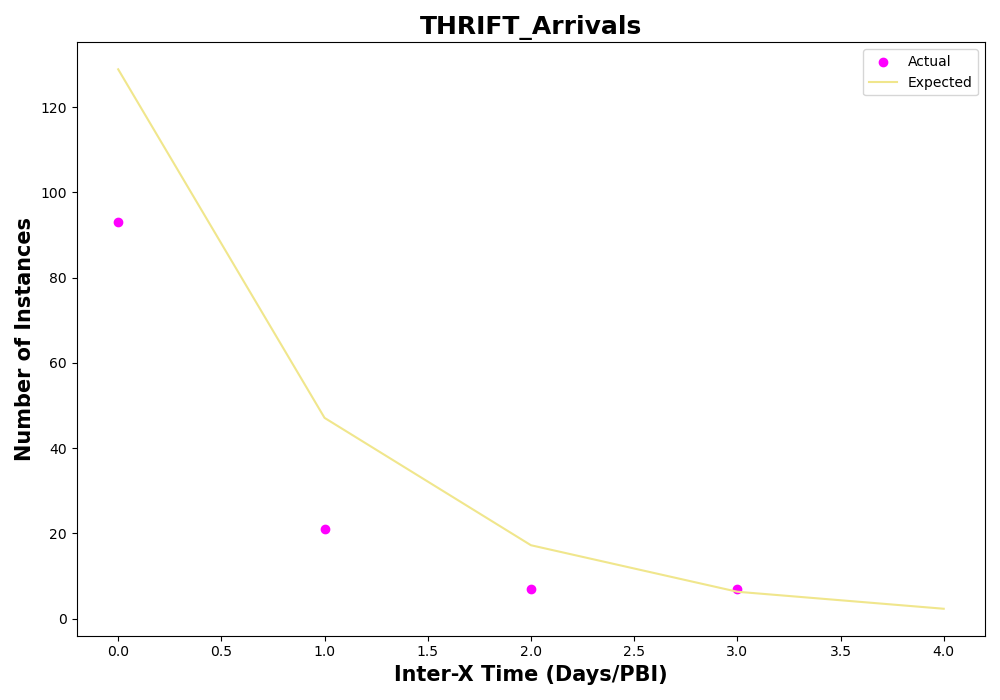 THRIFT_Arrivals
Actual
Expected
Number of Instances
120
100
80
60
40
20
0
0.0 0.5 1.0 1.5 2.0 2.5 3.0 3.5 4.0
Inter-X Time (Days/PBI)